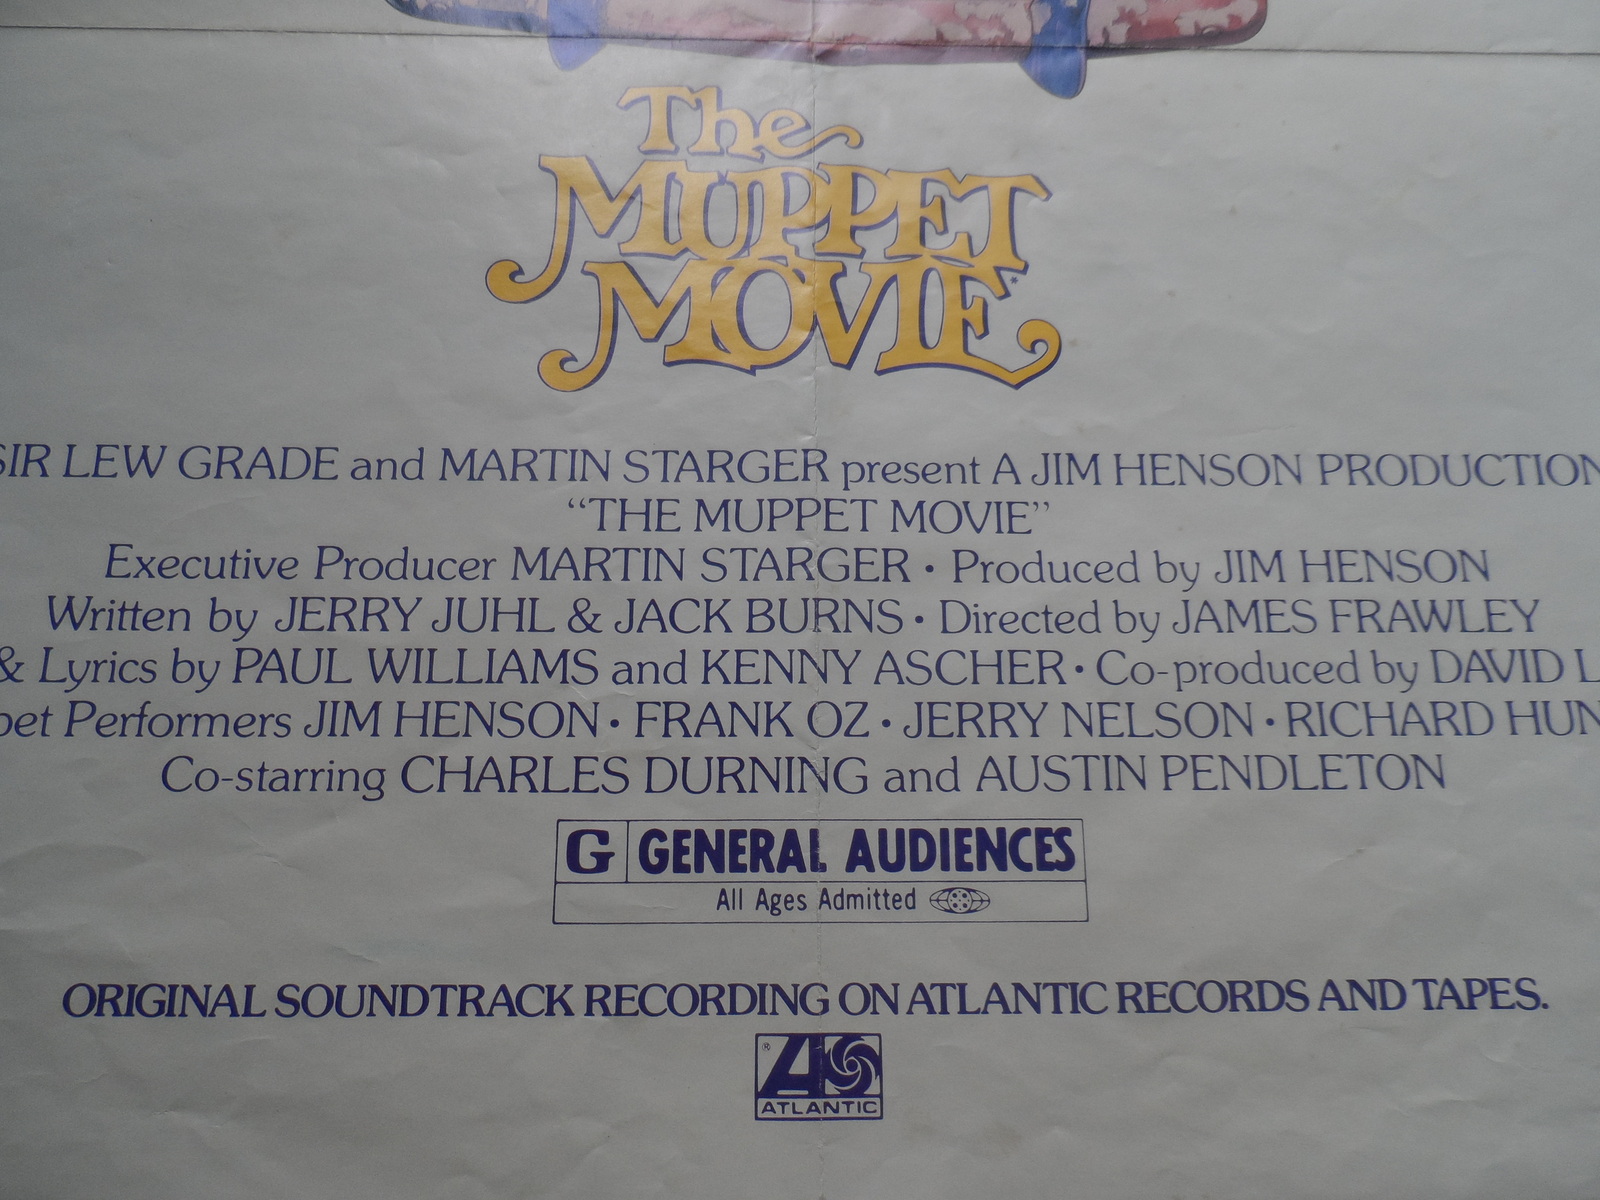 The
MUPPET
MOVIE*
SIR LEW GRADE and MARTIN STARGER present A JIM HENSON PRODUCTION
“THE MUPPET MOVIE”
Executive Producer MARTIN STARGER • Produced by JIM HENSON
Written by JERRY JUHL & JACK BURNS • Directed by JAMES FRAWLEY
& Lyrics by PAUL WILLIAMS and KENNY ASCHER • Co-produced by DAVID L
pet Performers JIM HENSON • FRANK OZ • JERRY NELSON • RICHARD HUN
Co-starring CHARLES DURNING and AUSTIN PENDLETON
G GENERAL AUDIENCES
All Ages Admitted
ORIGINAL SOUNDTRACK RECORDING ON ATLANTIC RECORDS AND TAPES.
® A
ATLANTIC